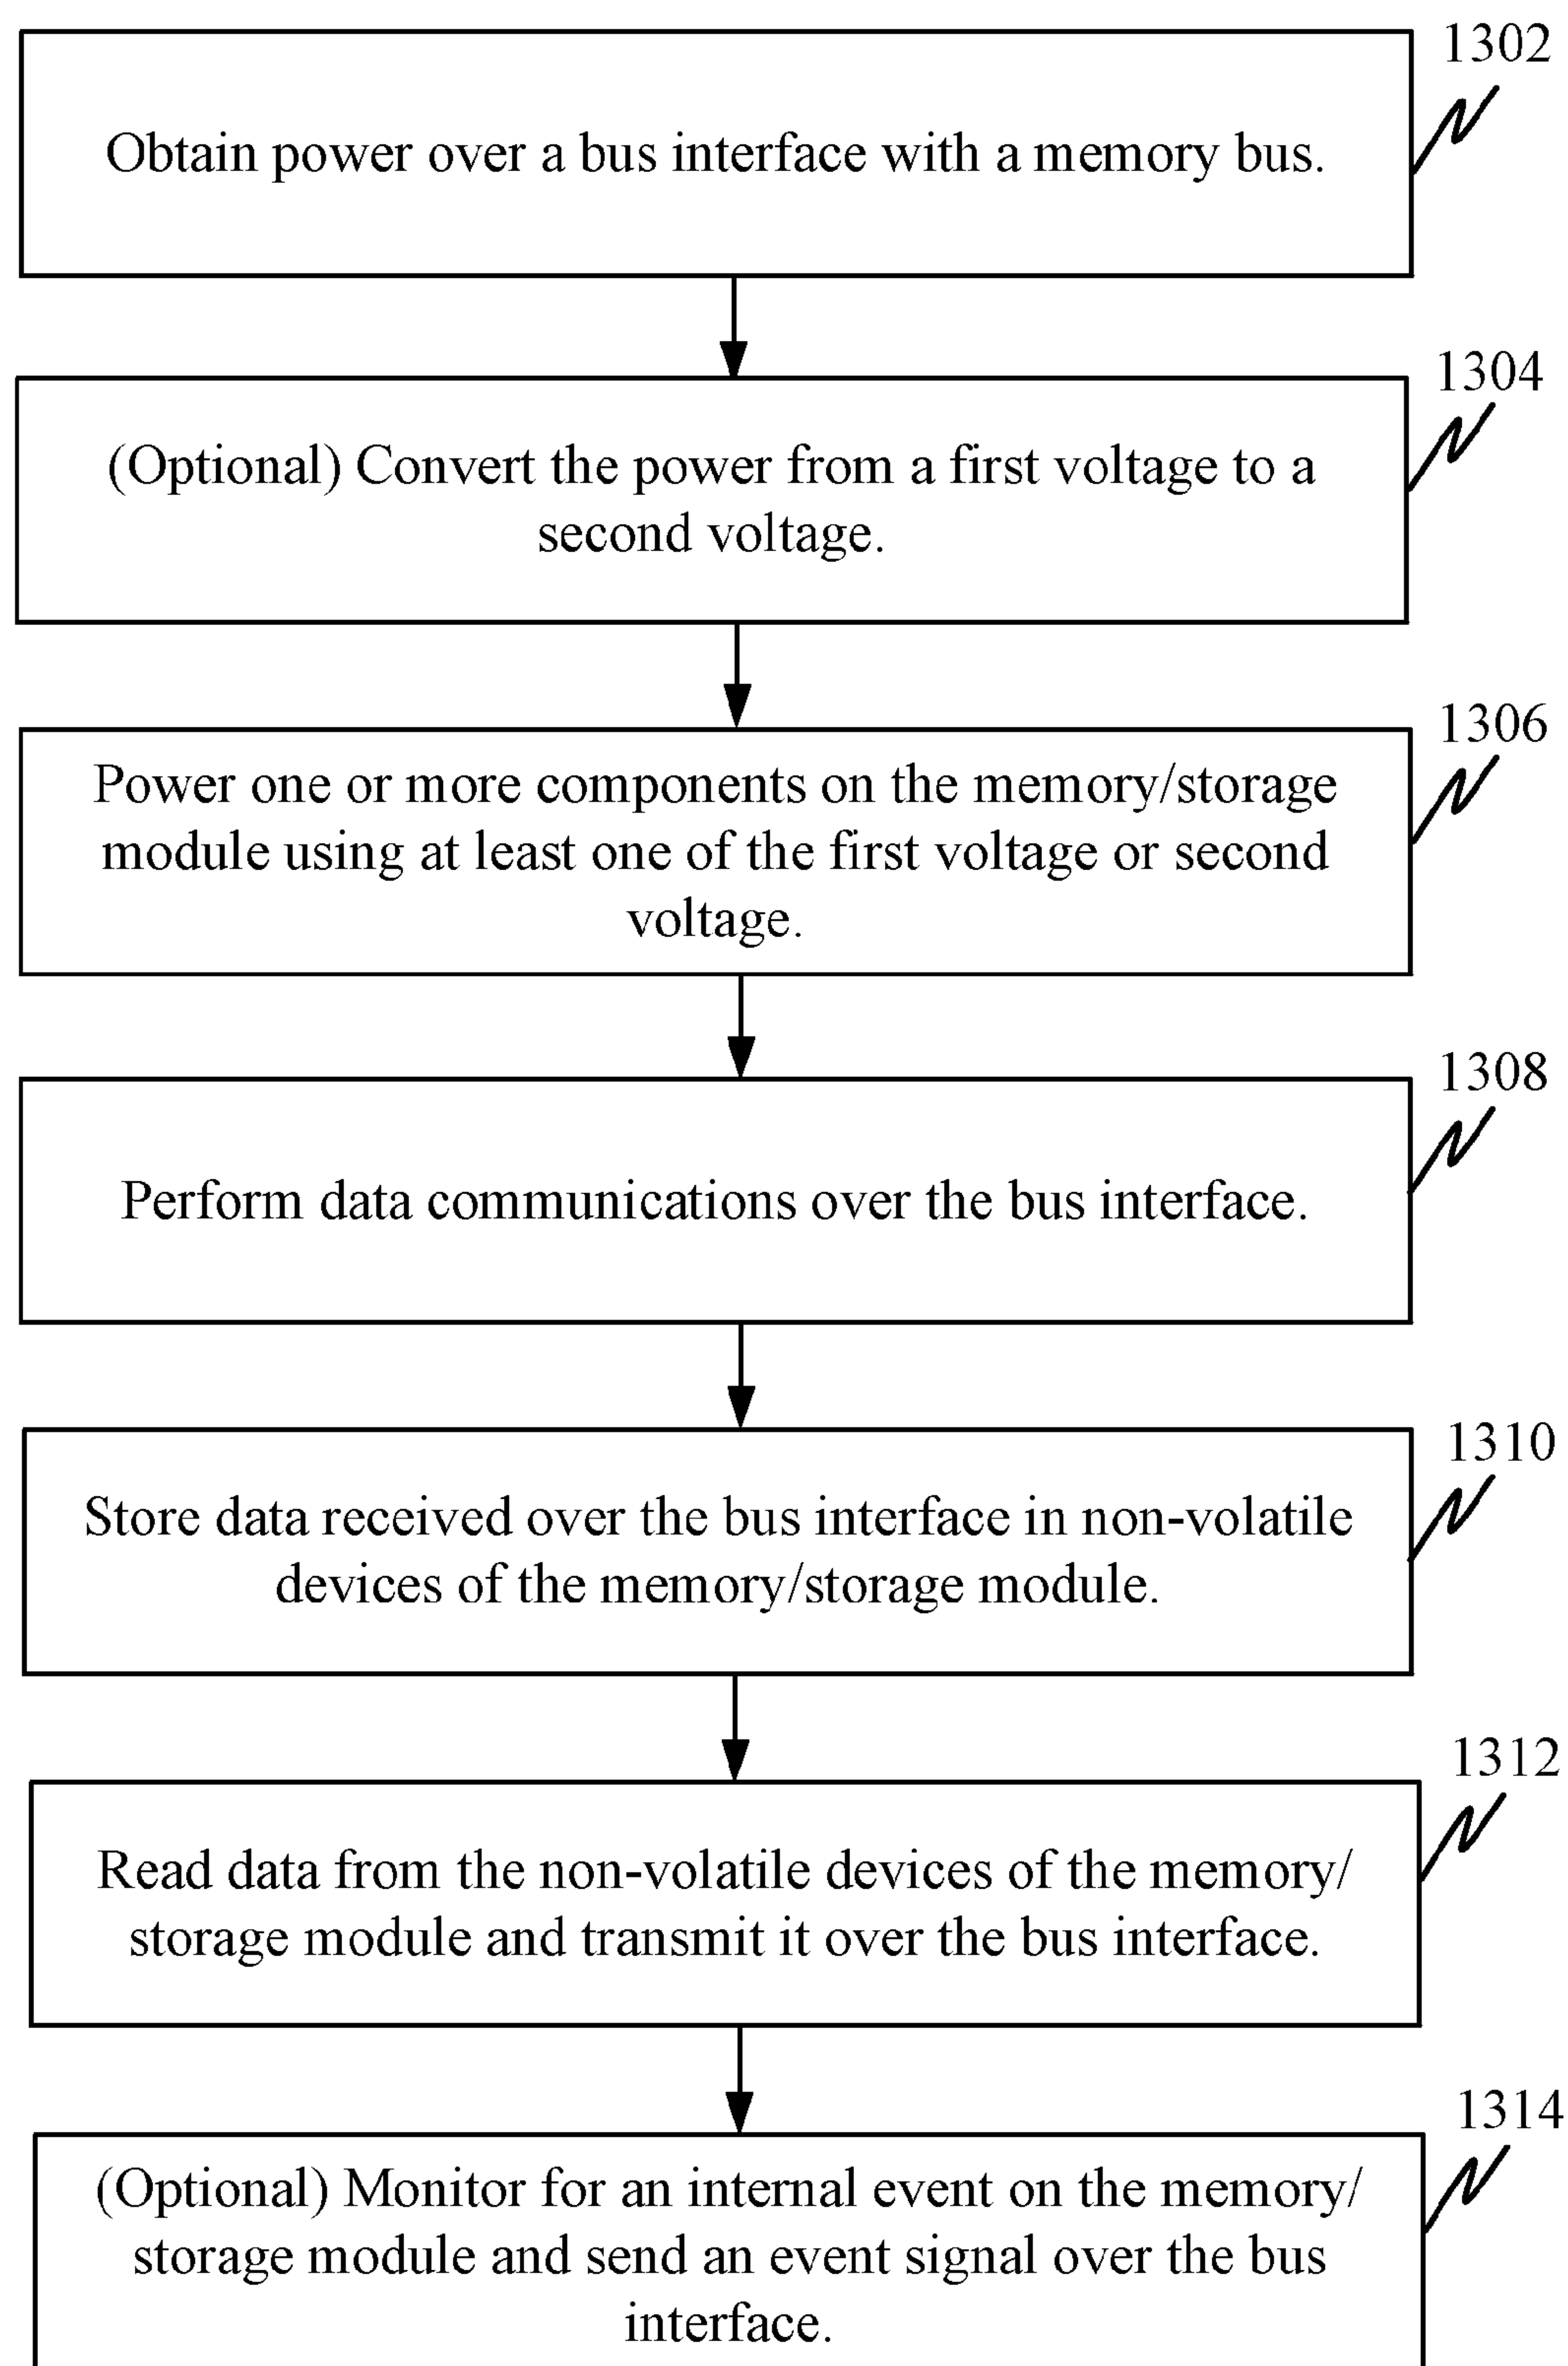 1302
Obtain power over a bus interface with a memory bus.
1304
(Optional) Convert the power from a first voltage to a
second voltage.
1306
Power one or more components on the memory/storage
module using at least one of the first voltage or second
voltage.
1308
Perform data communications over the bus interface.
1310
Store data received over the bus interface in non-volatile
devices of the memory/storage module.
1312
Read data from the non-volatile devices of the memory/
storage module and transmit it over the bus interface.
1314
(Optional) Monitor for an internal event on the memory/
storage module and send an event signal over the bus
interface.